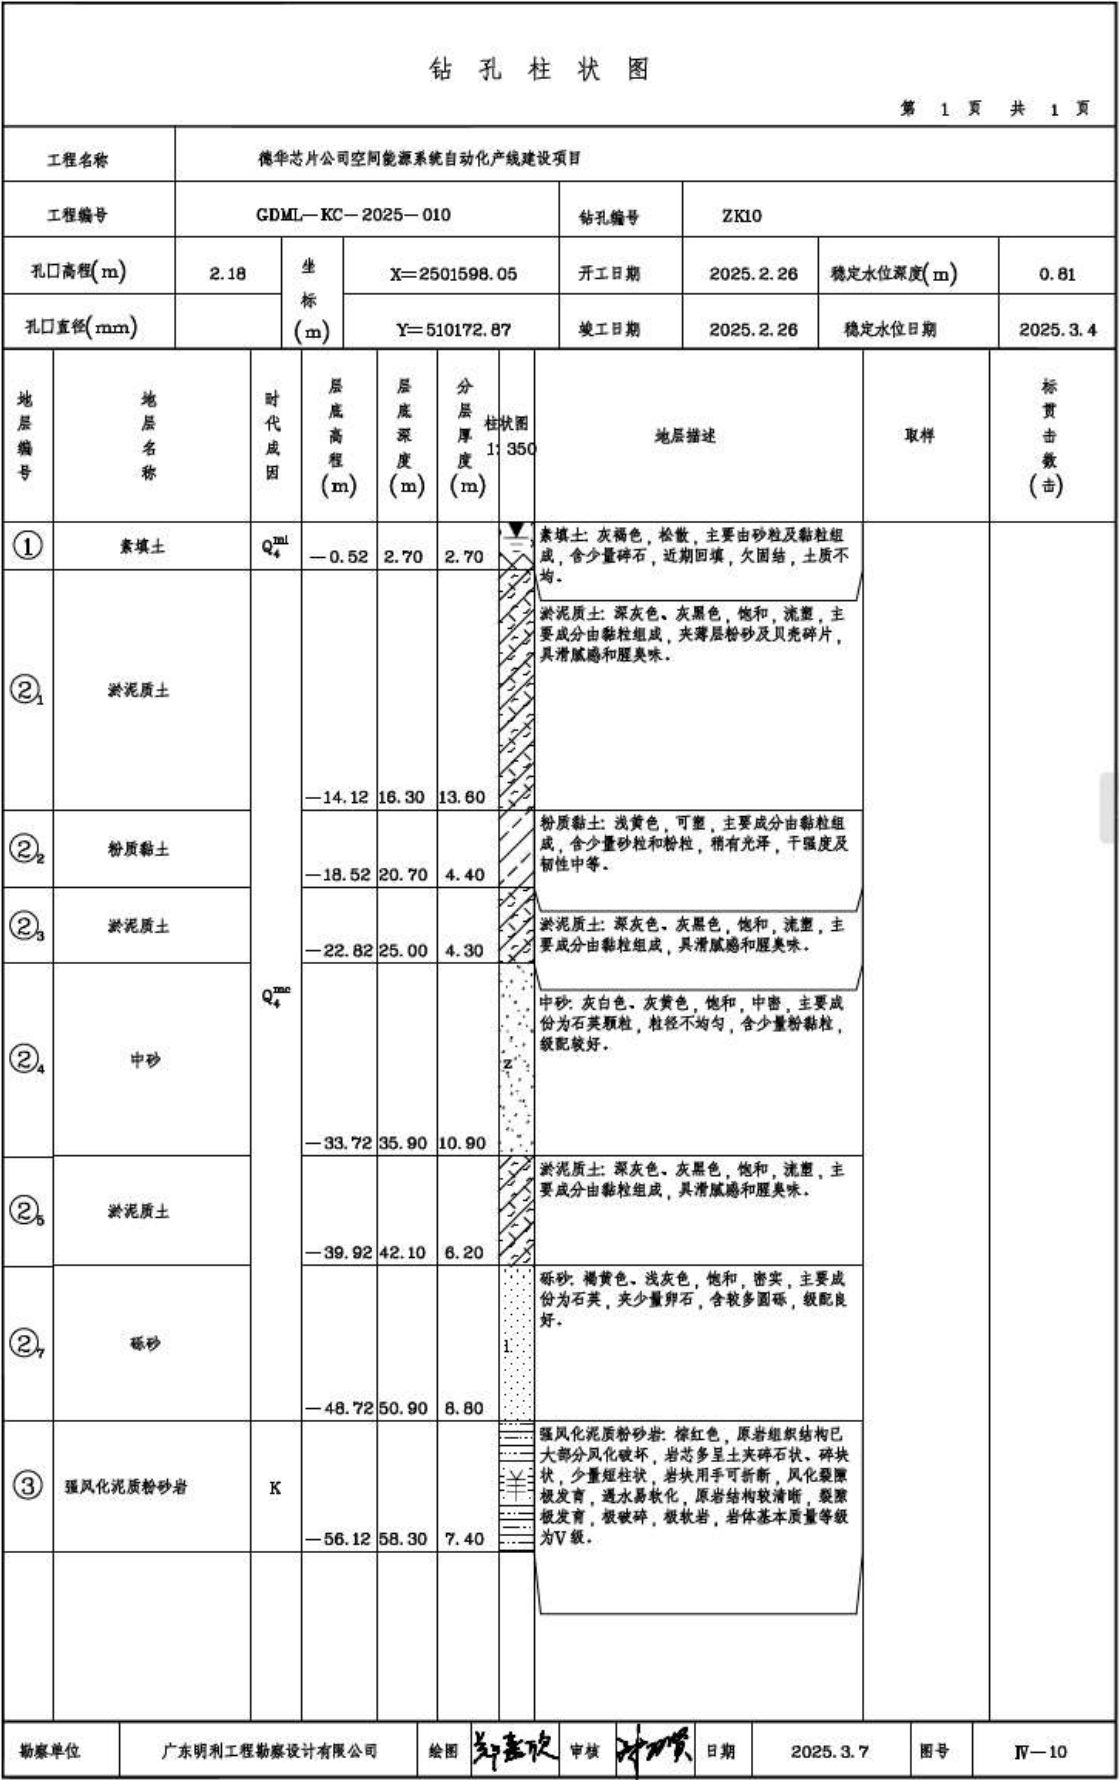 钻孔柱状图
第 1 页 共 1 页
工程名称 德华芯片公司空间能源系统自动化产线建设项目
工程编号 GDML—KC—2025—010 钻孔编号 ZK10
孔口高程(m) 2.18 坐标(m) X=2501598.05 开工日期 2025.2.26 稳定水位深度(m) 0.81
孔口直径(mm) Y=510172.87 竣工日期 2025.2.26 稳定水位日期 2025.3.4
地层编号 地层名称 时代成因 层底高程(m) 层底深度(m) 分层厚度(m) 柱状图 1:350 地层描述 取样 标贯击数(击)
① 素填土 Q₄ᵐˡ —0.52 2.70 2.70
素填土: 灰褐色, 松散, 主要由砂粒及黏粒组
成, 含少量碎石, 近期回填, 欠固结, 土质不
均.
②₁ 淤泥质土 —14.12 16.30 13.60
淤泥质土: 深灰色、灰黑色, 饱和, 流塑, 主
要成分由黏粒组成, 夹薄层粉砂及贝壳碎片,
具滑腻感和腥臭味.
②₂ 粉质黏土 —18.52 20.70 4.40
粉质黏土: 浅黄色, 可塑, 主要成分由黏粒组
成, 含少量砂粒和粉粒, 稍有光泽, 干强度及
韧性中等.
②₃ 淤泥质土 —22.82 25.00 4.30
淤泥质土: 深灰色、灰黑色, 饱和, 流塑, 主
要成分由黏粒组成, 具滑腻感和腥臭味.
Q₄ᵐᶜ
②₄ 中砂 —33.72 35.90 10.90 z
中砂: 灰白色、灰黄色, 饱和, 中密, 主要成
份为石英颗粒, 粒径不均匀, 含少量粉黏粒,
级配较好.
②₅ 淤泥质土 —39.92 42.10 6.20
淤泥质土: 深灰色、灰黑色, 饱和, 流塑, 主
要成分由黏粒组成, 具滑腻感和腥臭味.
②₇ 砾砂 —48.72 50.90 8.80
砾砂: 褐黄色、浅灰色, 饱和, 密实, 主要成
份为石英, 夹少量卵石, 含较多圆砾, 级配良
好.
③ 强风化泥质粉砂岩 K —56.12 58.30 7.40
强风化泥质粉砂岩: 棕红色, 原岩组织结构已
大部分风化破坏, 岩芯多呈土夹碎石状、碎块
状, 少量短柱状, 岩块用手可折断, 风化裂隙
极发育, 遇水易软化, 原岩结构较清晰, 裂隙
极发育, 极破碎, 极软岩, 岩体基本质量等级
为Ⅴ级.
勘察单位 广东明利工程勘察设计有限公司 绘图 审核 日期 2025.3.7 图号 Ⅳ—10